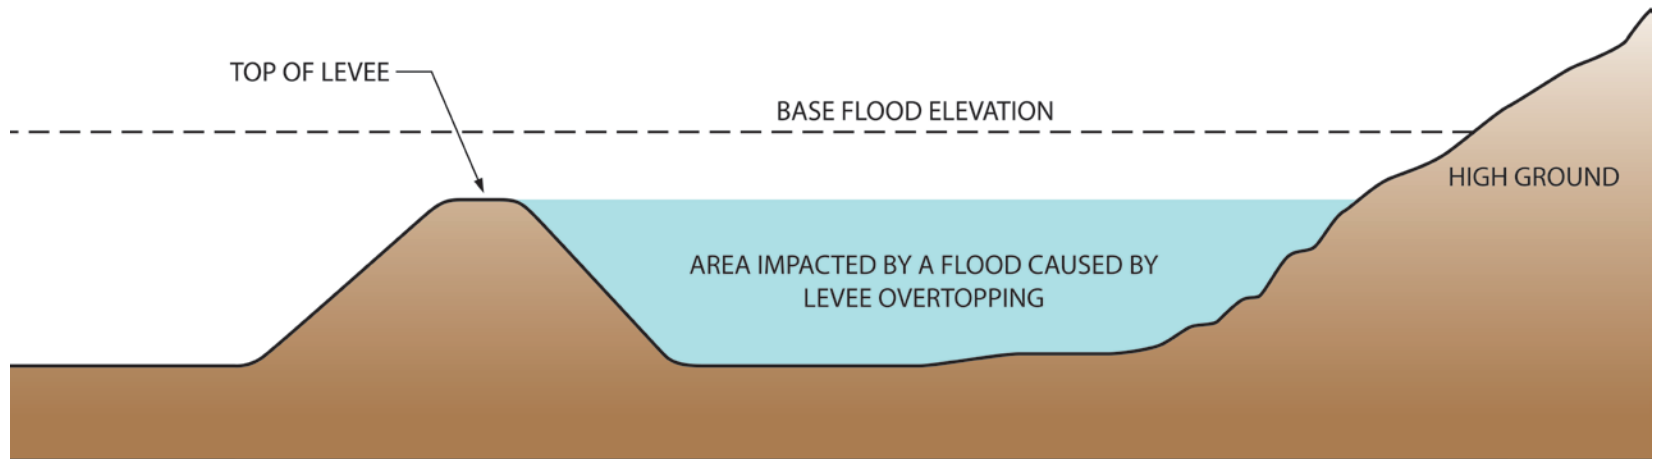 TOP OF LEVEE
BASE FLOOD ELEVATION
HIGH GROUND
AREA IMPACTED BY A FLOOD CAUSED BY
LEVEE OVERTOPPING